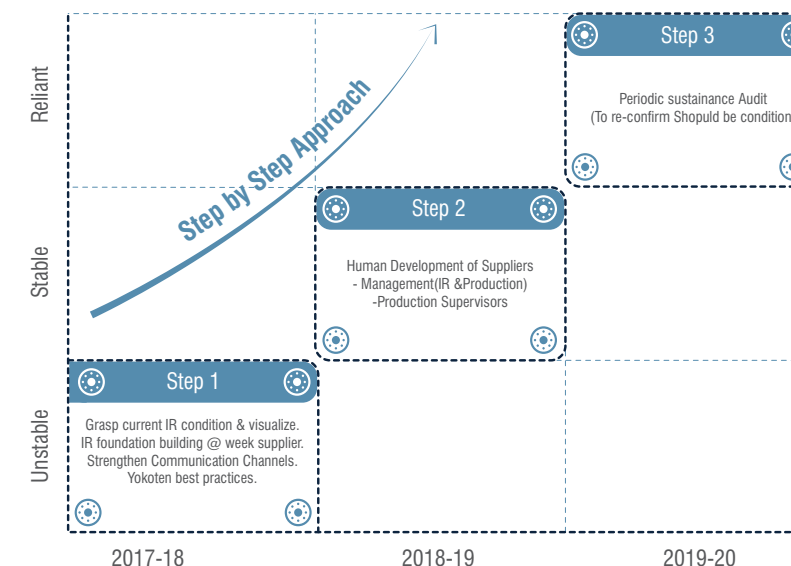 Reliant
Stable
Unstable
Step by Step Approach
Step 3
Periodic sustainance Audit
(To re-confirm Shopuld be condition
Step 2
Human Development of Suppliers
- Management(IR &Production)
-Production Supervisors
Step 1
Grasp current IR condition & visualize.
IR foundation building @ week supplier.
Strengthen Communication Channels.
Yokoten best practices.
2017-18
2018-19
2019-20